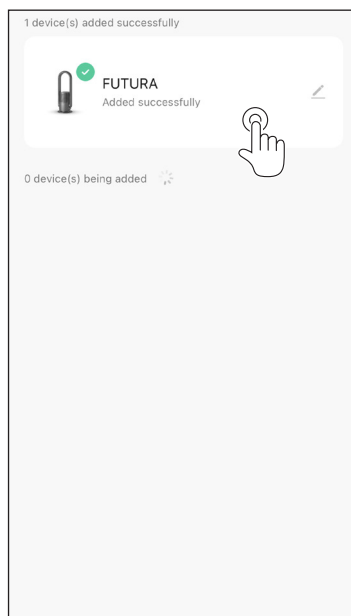 1 device(s) added successfully
FUTURA
Added successfully
0 device(s) being added